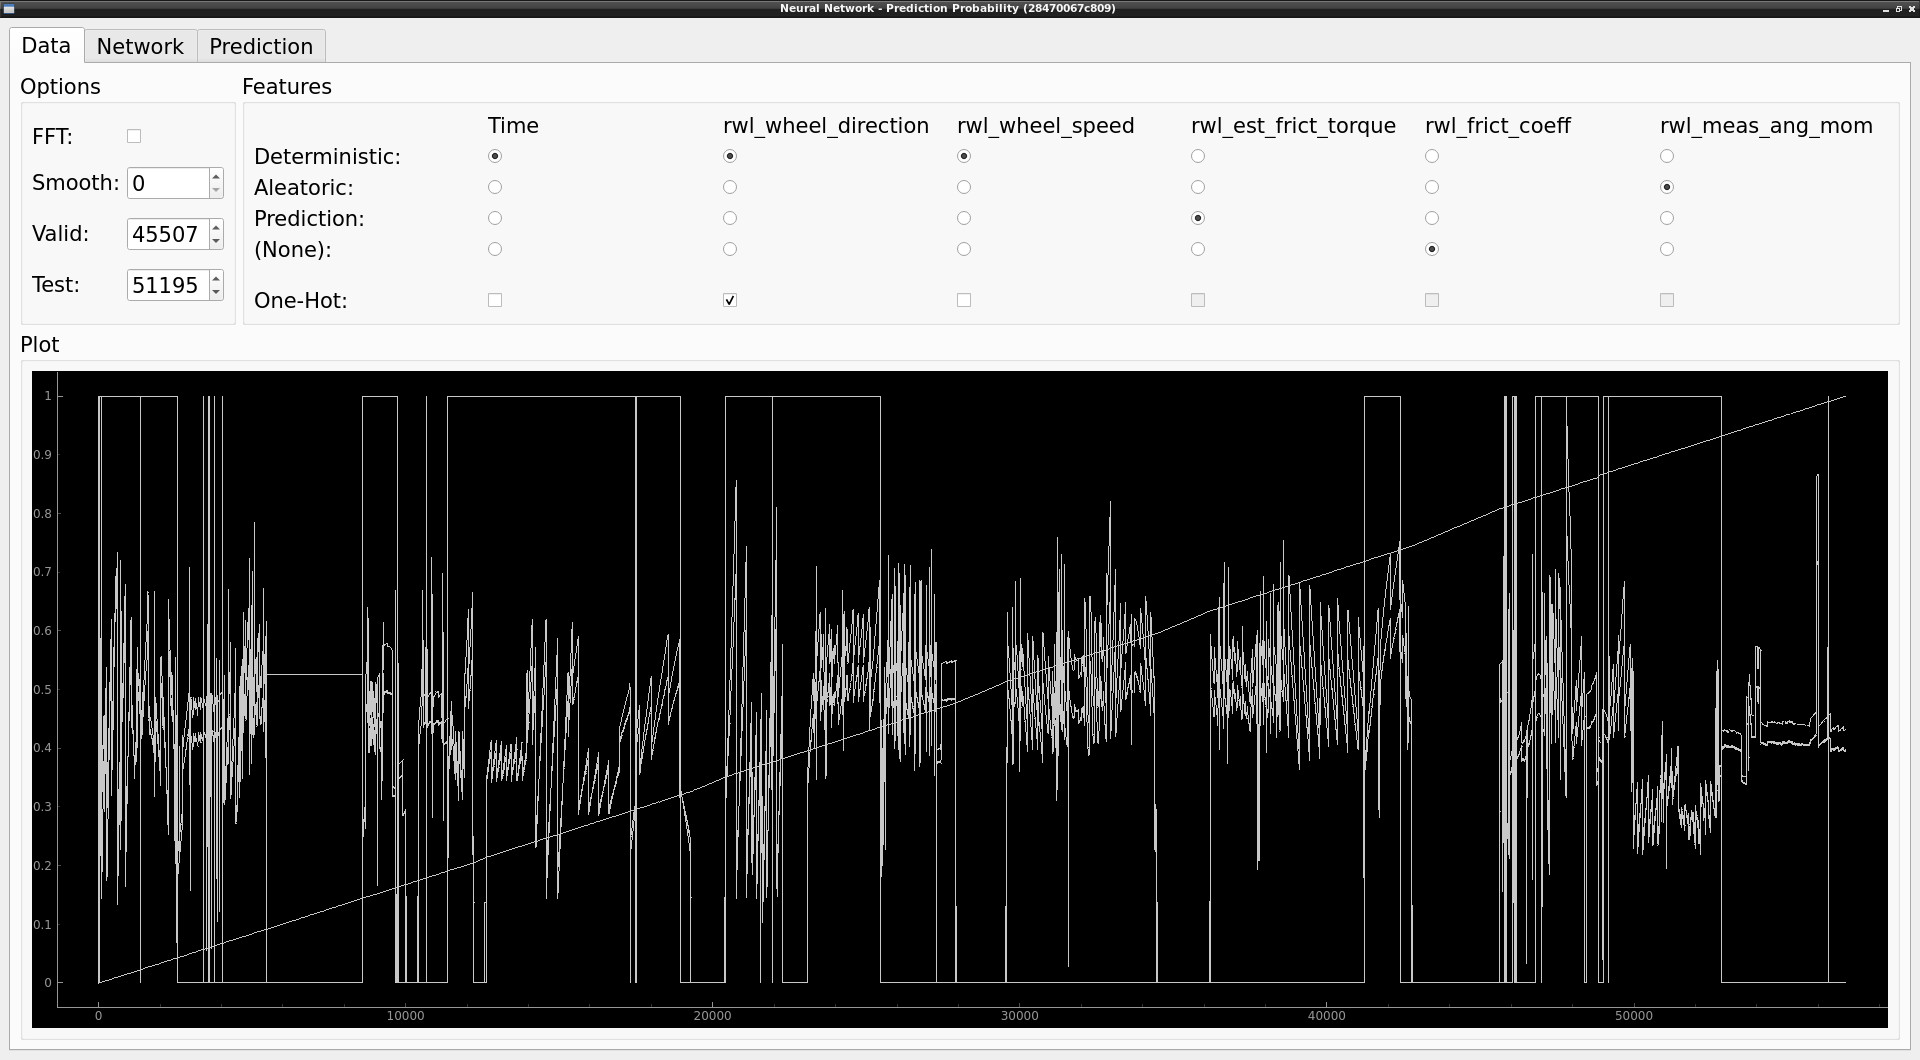 Neural Network - Prediction Probability (28470067c809)
Data Network Prediction
Options Features
Time rwl_wheel_direction rwl_wheel_speed rwl_est_frict_torque rwl_frict_coeff rwl_meas_ang_mom
FFT:
Deterministic:
Smooth: 0
Aleatoric:
Prediction:
Valid: 45507
(None):
Test: 51195
One-Hot:
Plot
1
0.9
0.8
0.7
0.6
0.5
0.4
0.3
0.2
0.1
0
0 10000 20000 30000 40000 50000